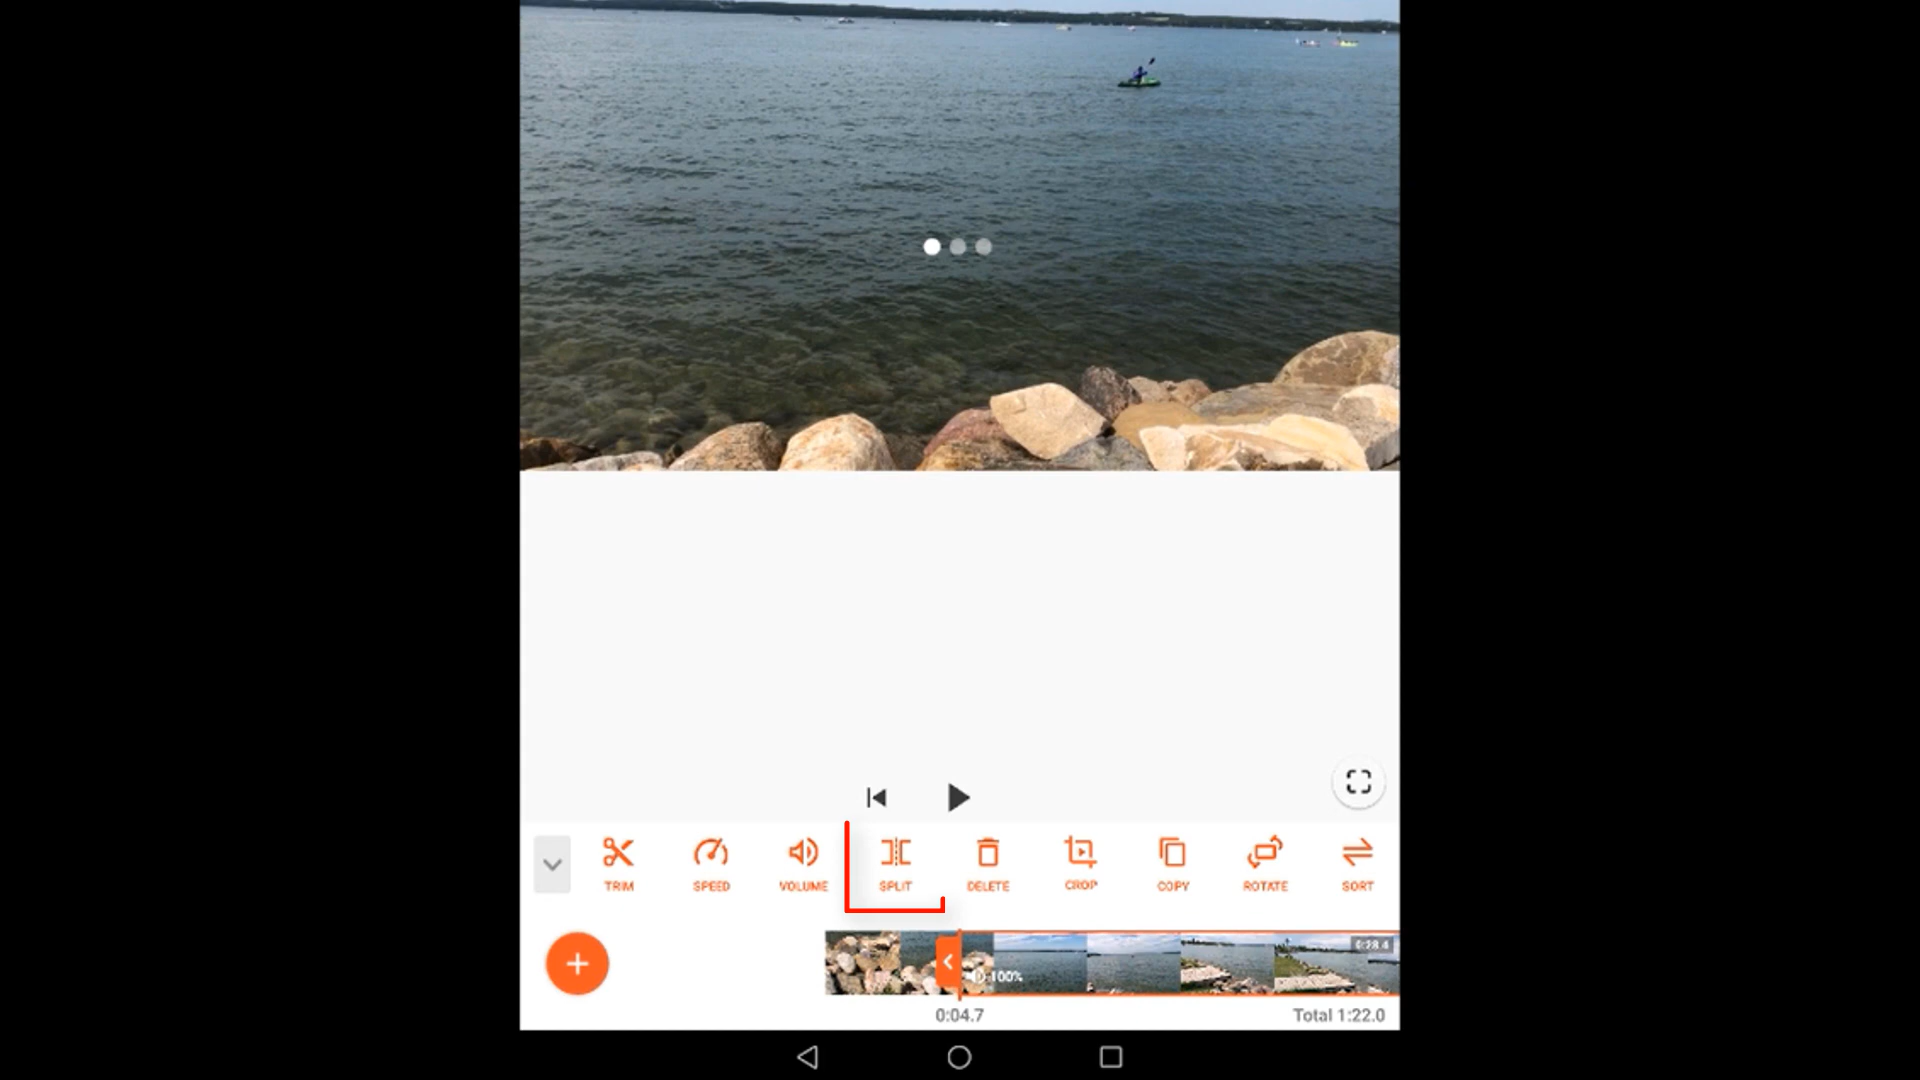 TRIM
SPEED
VOLUME
SPLIT
DELETE
CROP
COPY
ROTATE
SORT
0:28.4
100%
0:04.7
Total 1:22.0